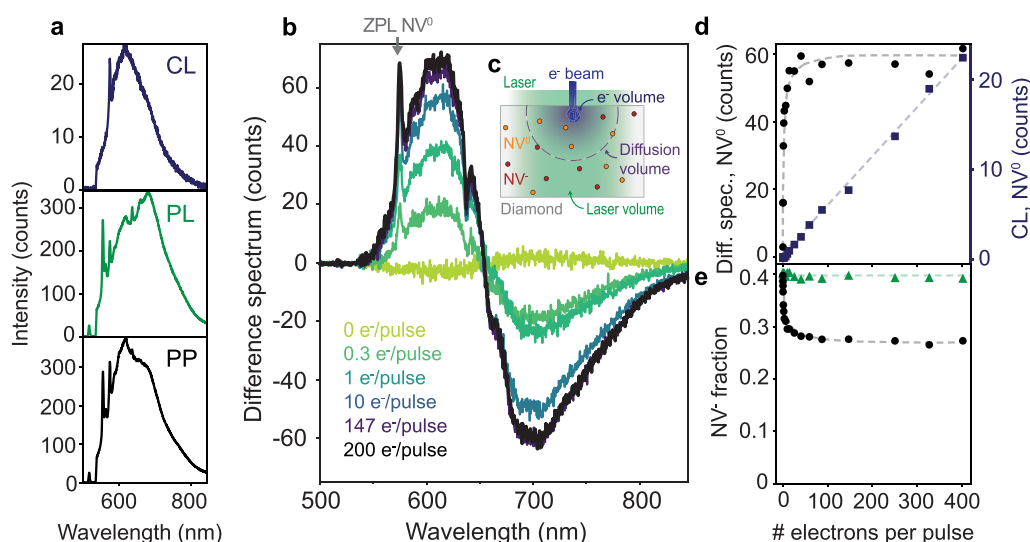 a
CL
20
10
0
PL
300
200
100
0
PP
300
200
100
0
Intensity (counts)
600
800
Wavelength (nm)
b
ZPL NV⁰
60
40
20
0
-20
-40
-60
Difference spectrum (counts)
0 e⁻/pulse
0.3 e⁻/pulse
1 e⁻/pulse
10 e⁻/pulse
147 e⁻/pulse
200 e⁻/pulse
500
600
700
800
Wavelength (nm)
c
e⁻ beam
Laser
e⁻ volume
NV⁰
Diffusion
volume
NV⁻
Diamond
Laser volume
d
60
40
20
0
Diff. spec., NV⁰ (counts)
20
10
0
CL, NV⁰ (counts)
e
0.4
0.3
0.2
0.1
0
NV⁻ fraction
0
100
200
300
400
# electrons per pulse